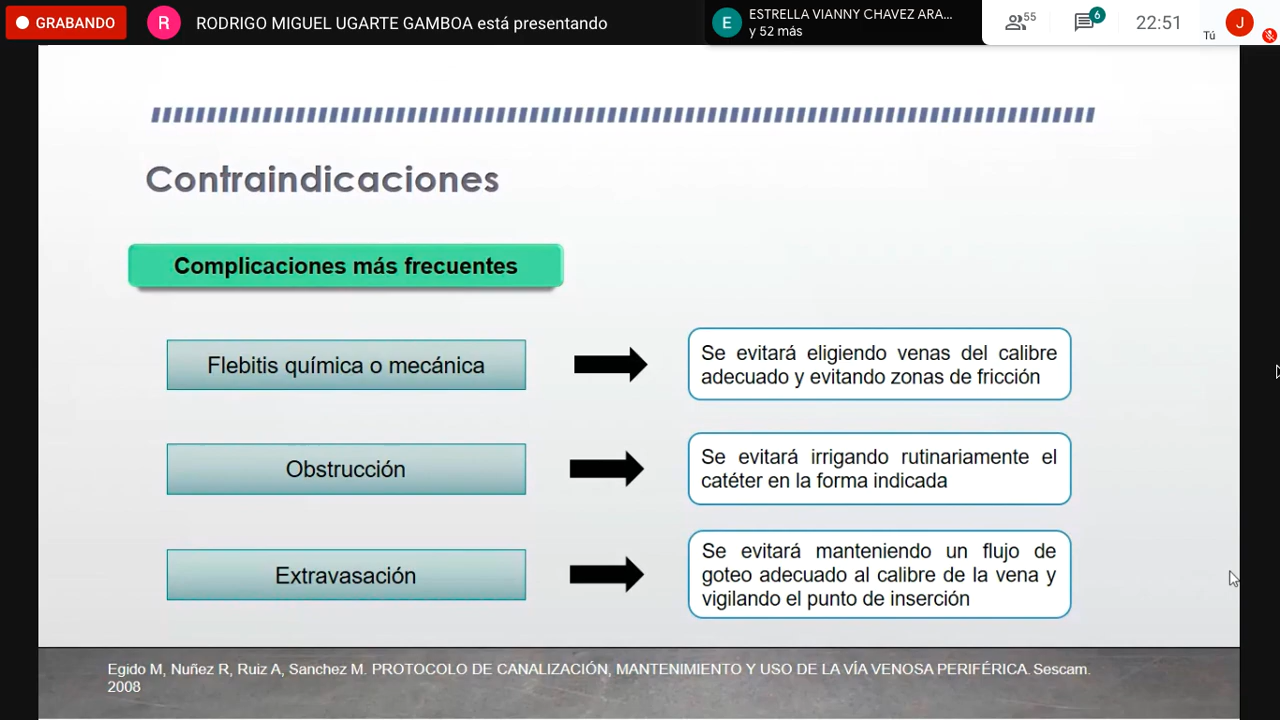 GRABANDO
R
RODRIGO MIGUEL UGARTE GAMBOA está presentando
E
ESTRELLA VIANNY CHAVEZ ARA...
y 52 más
55
6
22:51
Tú
J
Contraindicaciones
Complicaciones más frecuentes
Flebitis química o mecánica
Se evitará eligiendo venas del calibre
adecuado y evitando zonas de fricción
Obstrucción
Se evitará irrigando rutinariamente el
catéter en la forma indicada
Extravasación
Se evitará manteniendo un flujo de
goteo adecuado al calibre de la vena y
vigilando el punto de inserción
Egido M, Nuñez R, Ruiz A, Sanchez M. PROTOCOLO DE CANALIZACIÓN, MANTENIMIENTO Y USO DE LA VÍA VENOSA PERIFÉRICA. Sescam.
2008